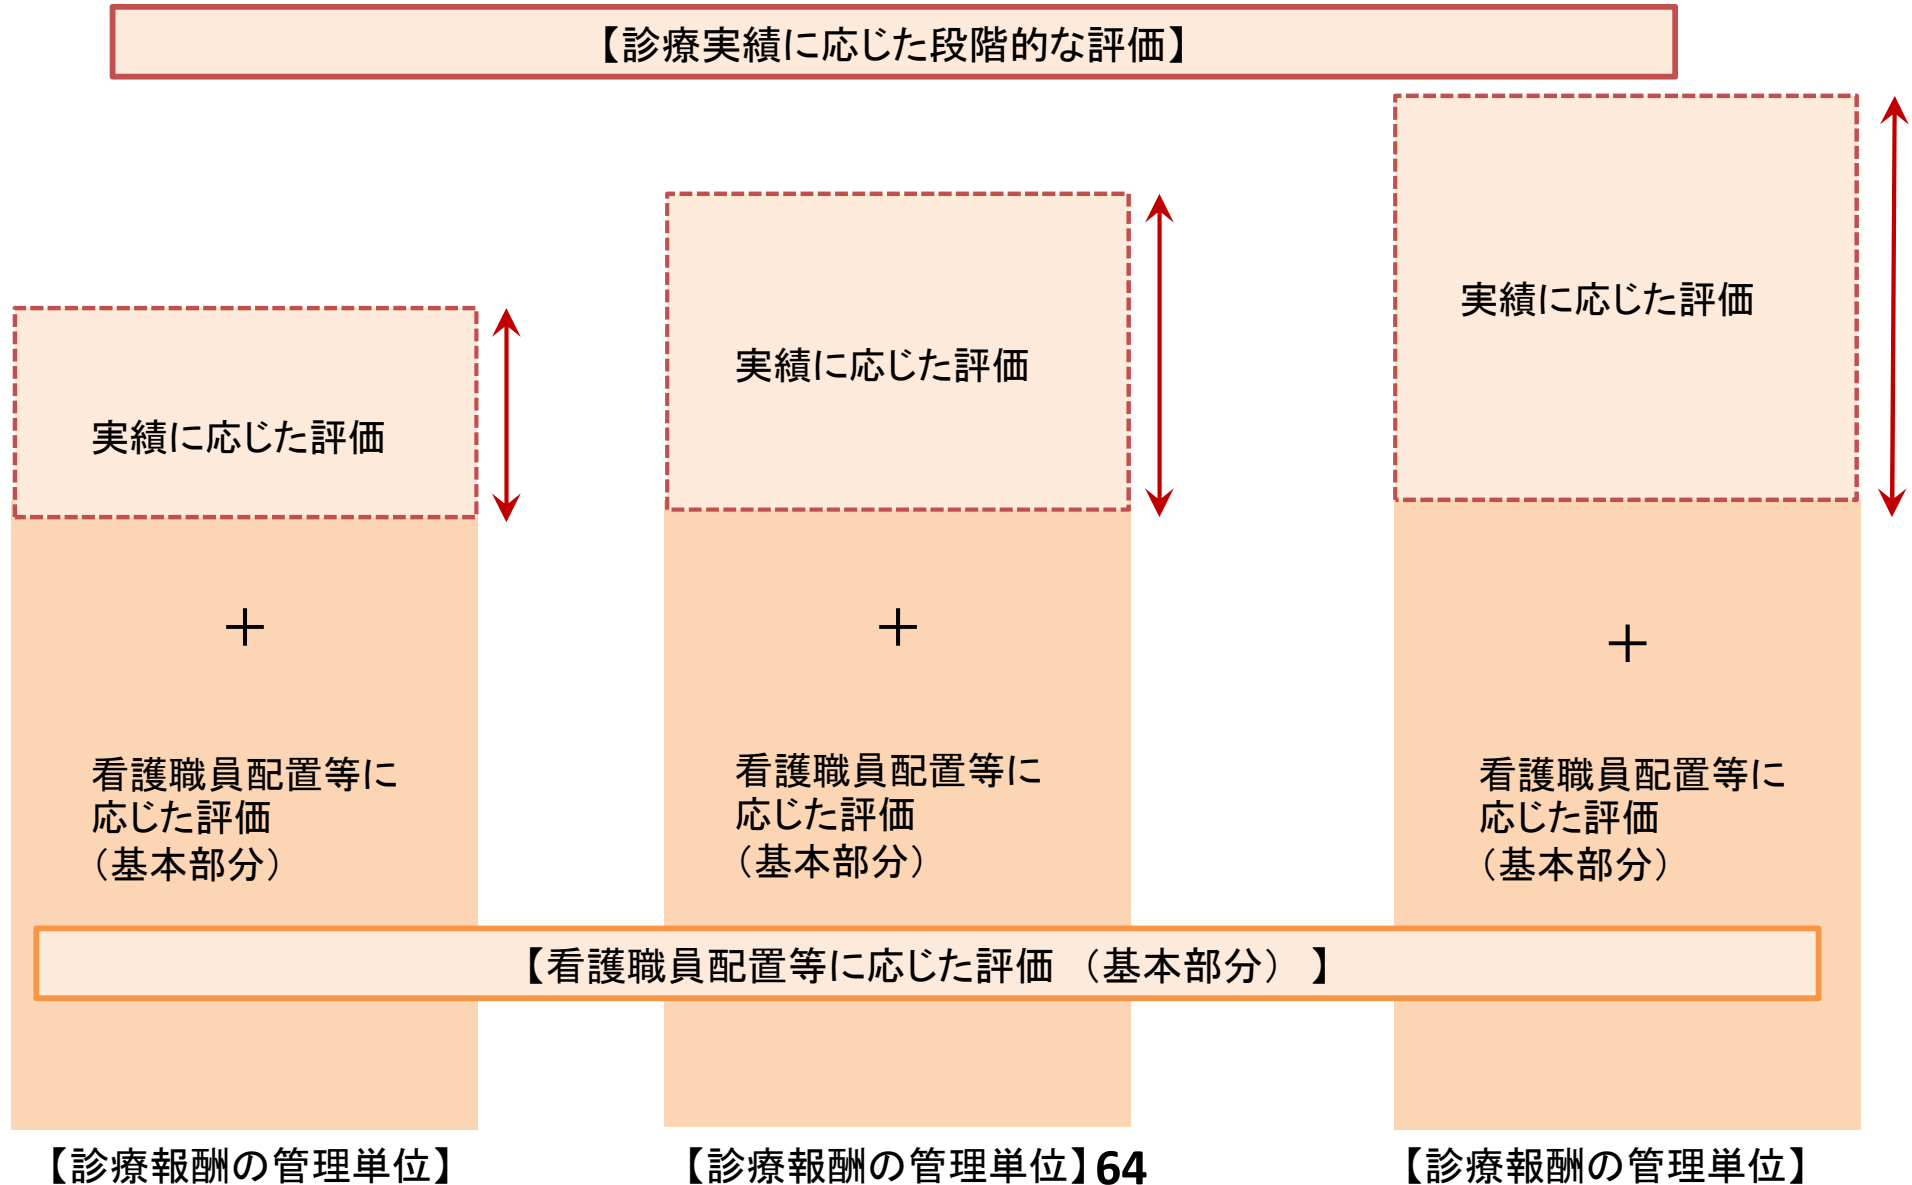 【診療実績に応じた段階的な評価】
実績に応じた評価
実績に応じた評価
実績に応じた評価
＋
＋
＋
看護職員配置等に
応じた評価
（基本部分）
看護職員配置等に
応じた評価
（基本部分）
看護職員配置等に
応じた評価
（基本部分）
【看護職員配置等に応じた評価 （基本部分） 】
【診療報酬の管理単位】
【診療報酬の管理単位】64
【診療報酬の管理単位】